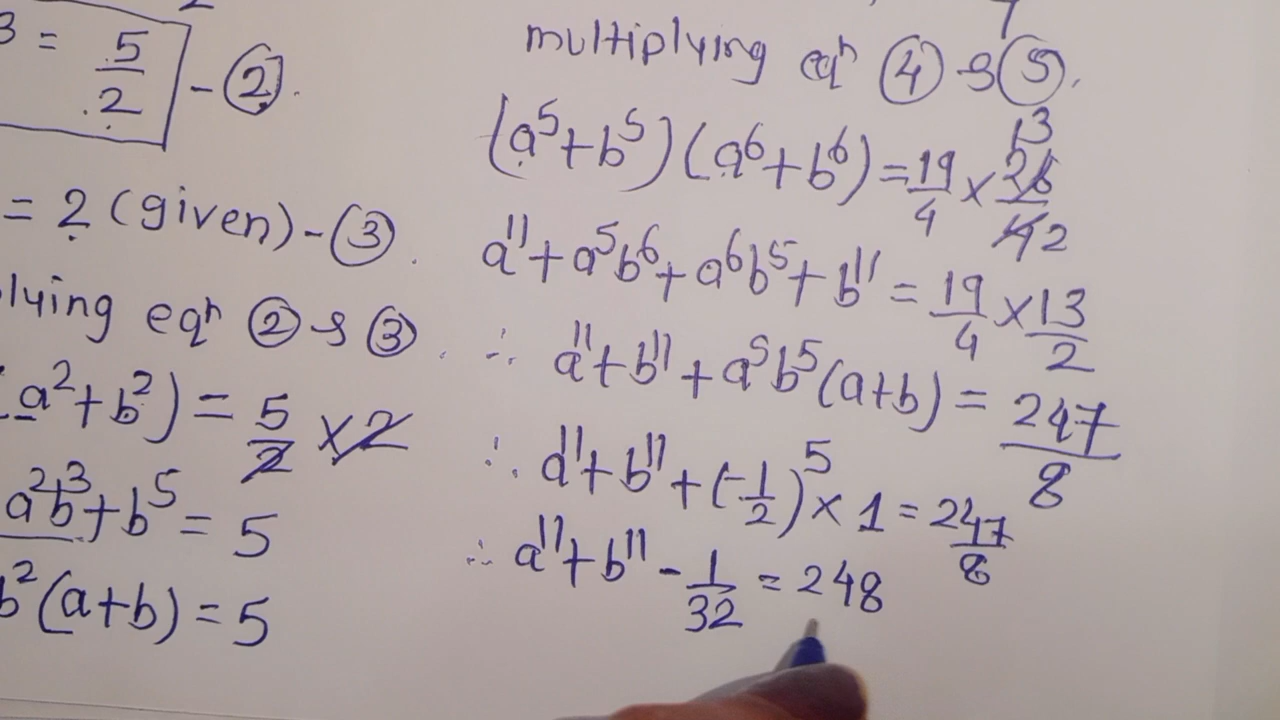 3 = 5/2 - ②.
= 2 (given) - ③.
lying eqⁿ ② & ③.
a² + b²) = 5/2 × 2
a²b³ + b⁵ = 5
b²(a+b) = 5
multiplying eqⁿ ④ & ⑤.
(a⁵+b⁵)(a⁶+b⁶) = 19/4 × 26/4 13 2
a¹¹ + a⁵b⁶ + a⁶b⁵ + b¹¹ = 19/4 × 13/2
∴ a¹¹ + b¹¹ + a⁵b⁵(a+b) = 247/8
∴ a¹¹ + b¹¹ + (-1/2)⁵ × 1 = 247/8
∴ a¹¹ + b¹¹ - 1/32 = 248